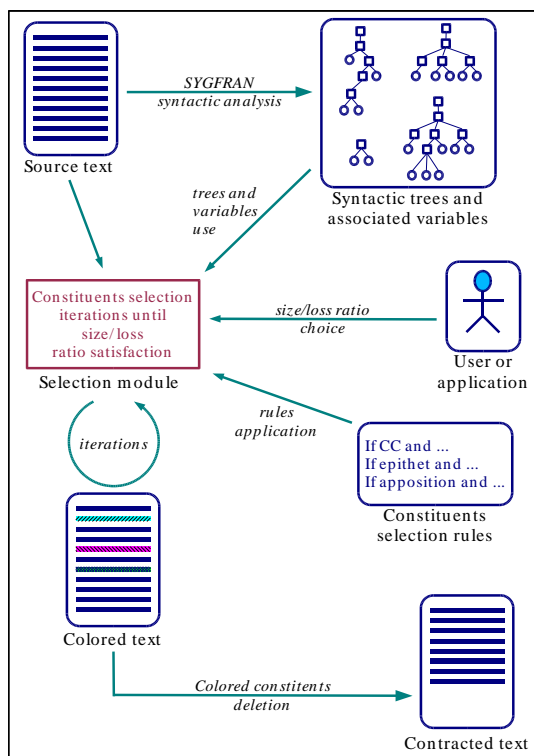 SYGFRAN
syntactic analysis
Source text
Syntactic trees and
associated variables
trees and
variables
use
Constituents selection
iterations until
size/loss
ratio satisfaction
Selection module
size/loss ratio
choice
User or
application
rules
application
If CC and ...
If epithet and ...
If apposition and ...
Constituents
selection rules
iterations
Colored text
Colored constitents
deletion
Contracted text